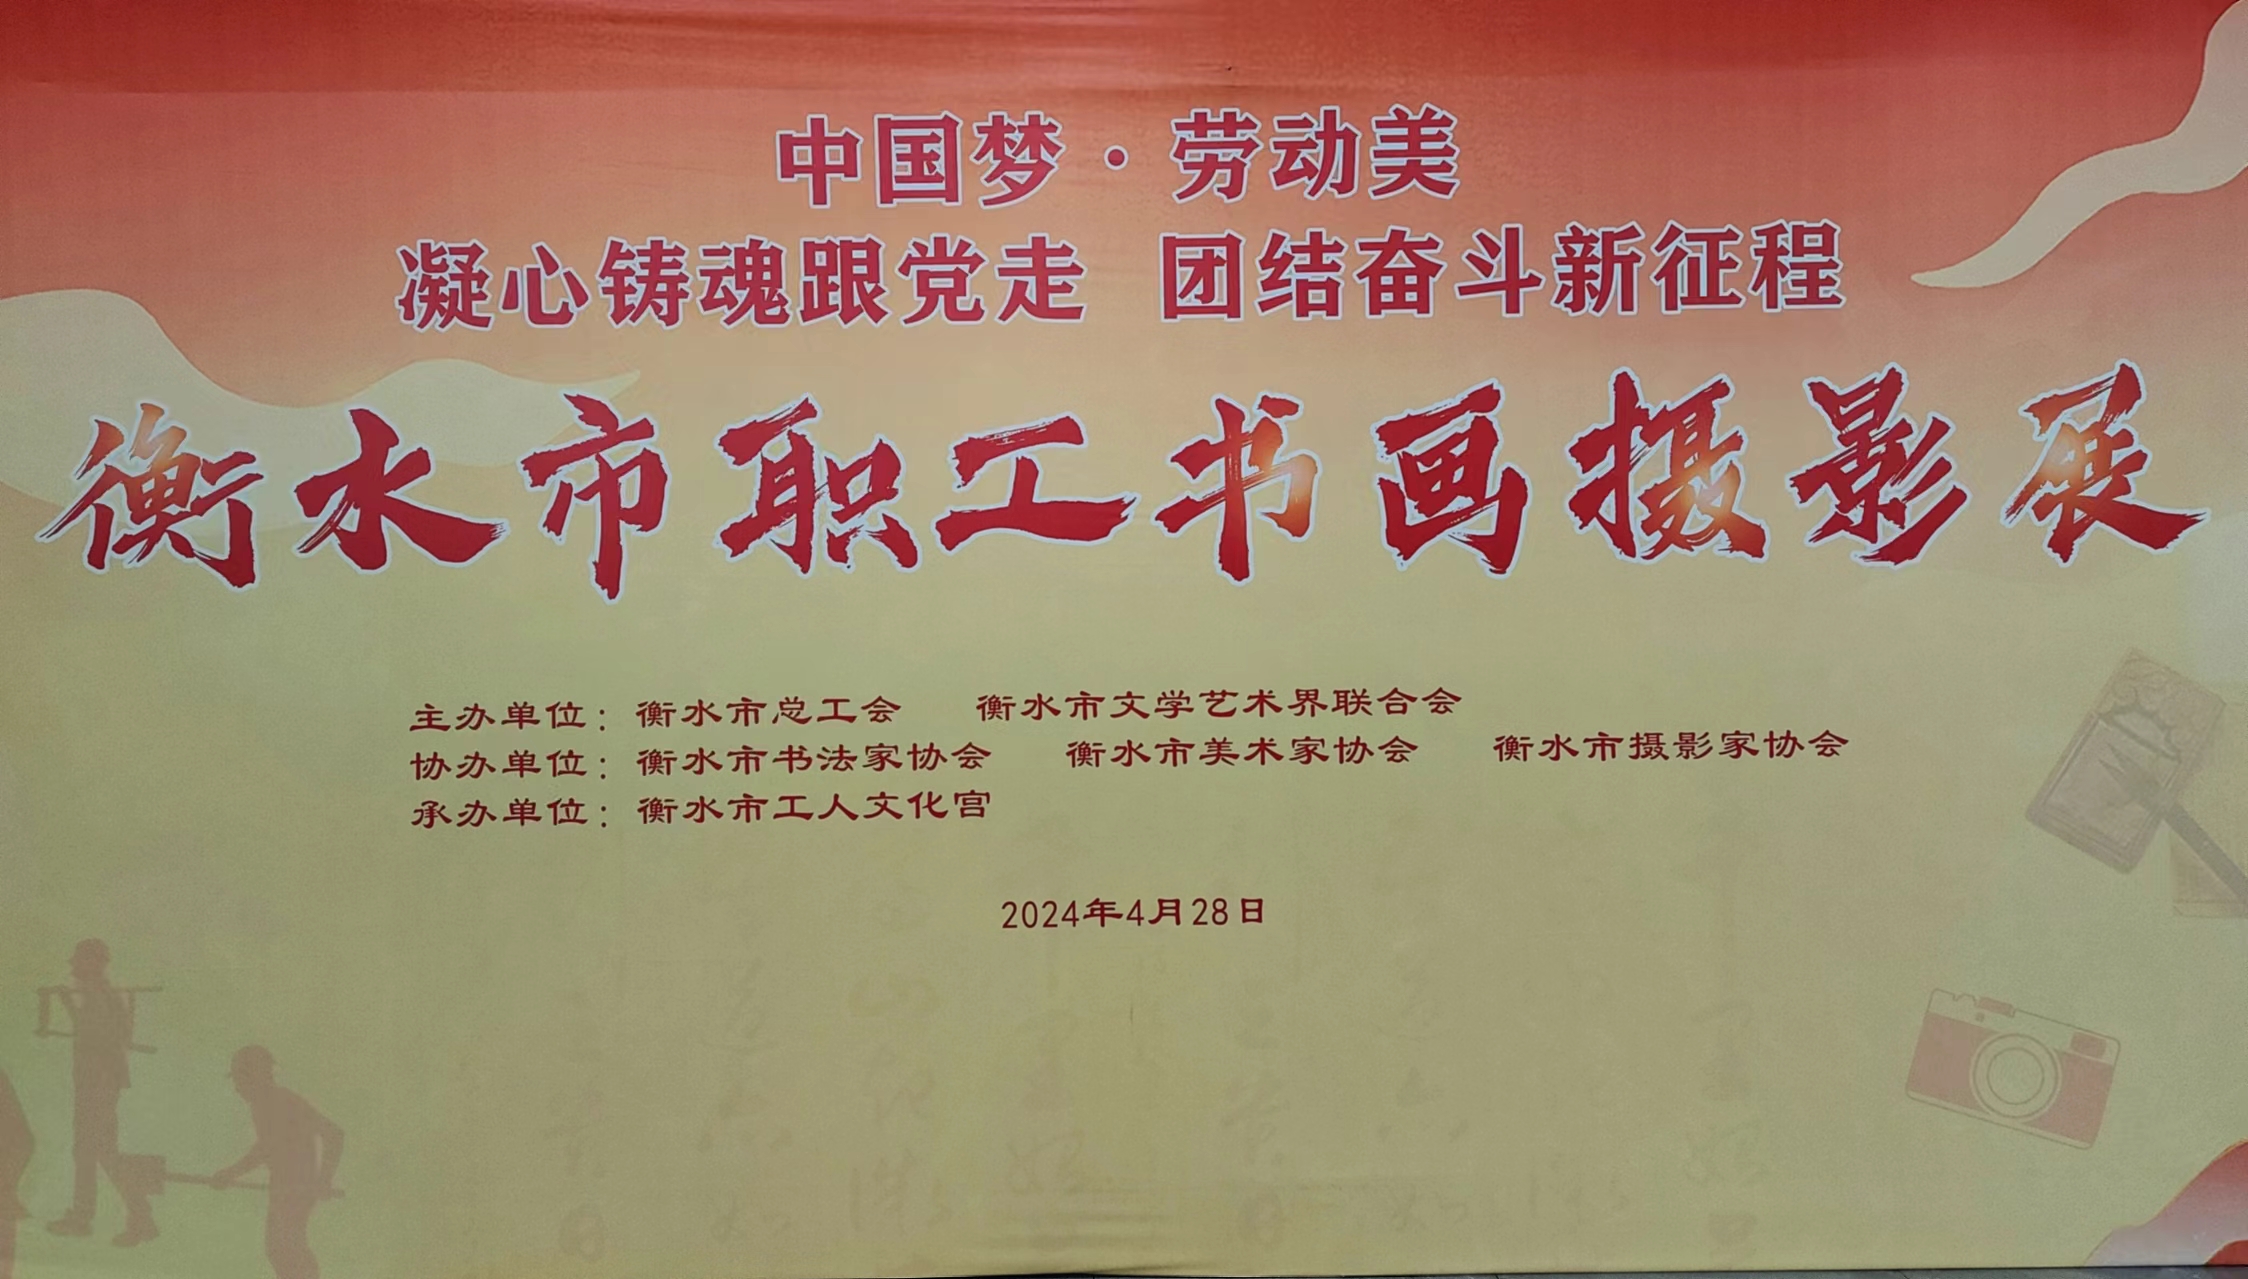 中国梦·劳动美
凝心铸魂跟党走 团结奋斗新征程
衡水市职工书画摄影展
主办单位：衡水市总工会 衡水市文学艺术界联合会
协办单位：衡水市书法家协会 衡水市美术家协会 衡水市摄影家协会
承办单位：衡水市工人文化宫
2024年4月28日